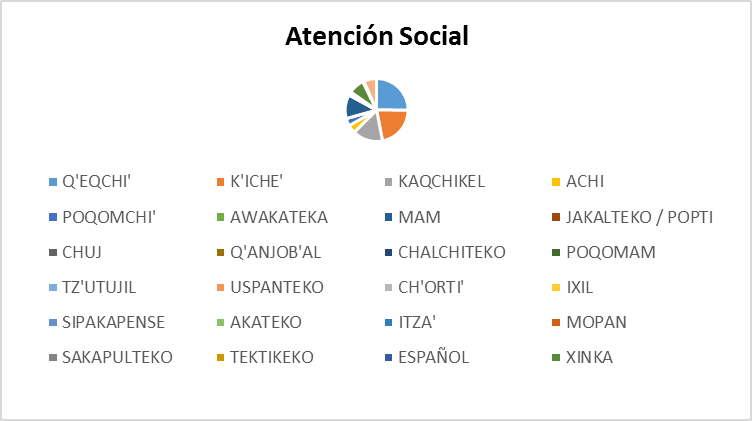 Atención Social
Q'EQCHI' K'ICHE' KAQCHIKEL ACHI
POQOMCHI' AWAKATEKA MAM JAKALTEKO / POPTI
CHUJ Q'ANJOB'AL CHALCHITEKO POQOMAM
TZ'UTUJIL USPANTEKO CH'ORTI' IXIL
SIPAKAPENSE AKATEKO ITZA' MOPAN
SAKAPULTEKO TEKTIKEKO ESPAÑOL XINKA